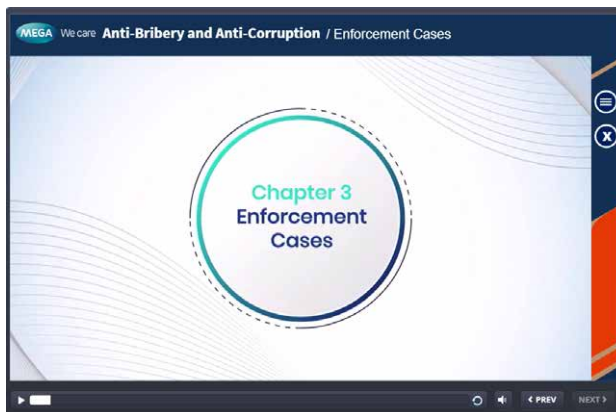 MEGA We care Anti-Bribery and Anti-Corruption / Enforcement Cases
X
Chapter 3
Enforcement
Cases
< PREV NEXT >